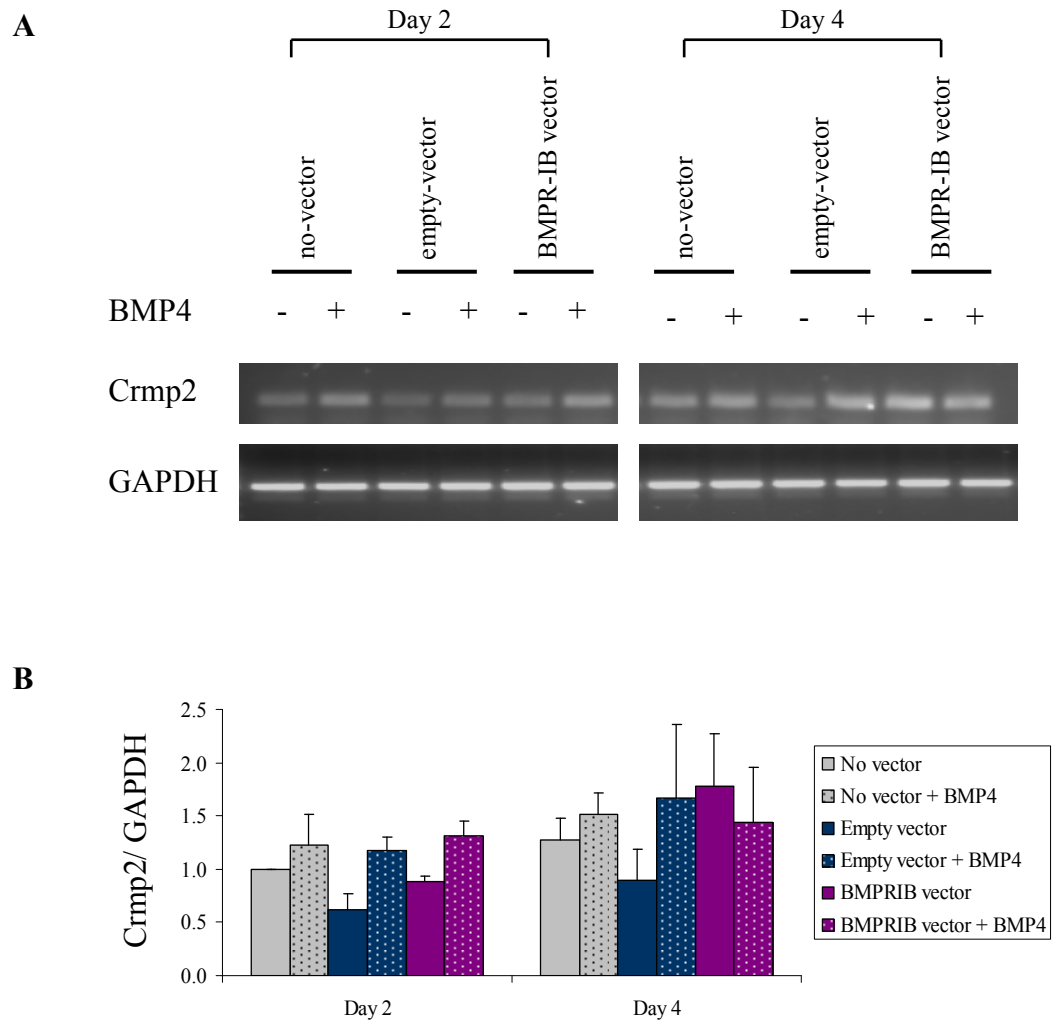 A
Day 2
Day 4
no-vector
empty-vector
BMPR-IB vector
no-vector
empty-vector
BMPR-IB vector
BMP4
- + - + - + - + - + - +
Crmp2
GAPDH
B
Crmp2/ GAPDH
2.5
2.0
1.5
1.0
0.5
0.0
Day 2
Day 4
No vector
No vector + BMP4
Empty vector
Empty vector + BMP4
BMPRIB vector
BMPRIB vector + BMP4